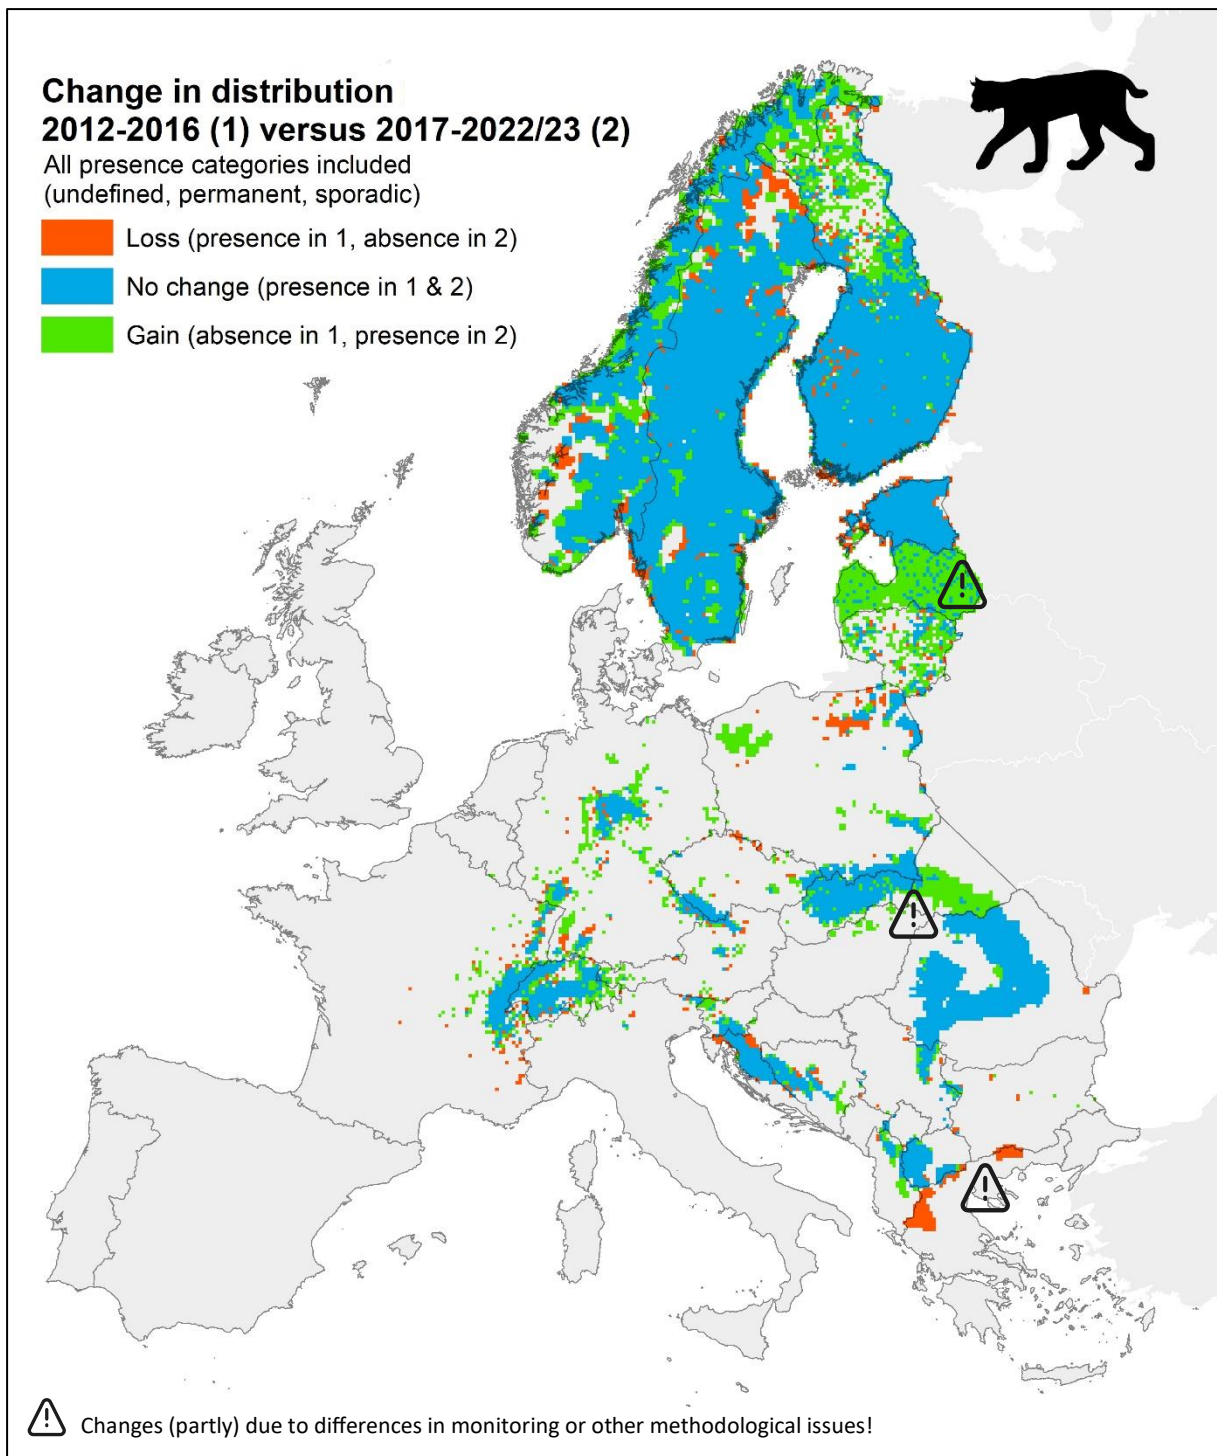 Change in distribution
2012-2016 (1) versus 2017-2022/23 (2)
All presence categories included
(undefined, permanent, sporadic)
Loss (presence in 1, absence in 2)
No change (presence in 1 & 2)
Gain (absence in 1, presence in 2)
Changes (partly) due to differences in monitoring or other methodological issues!